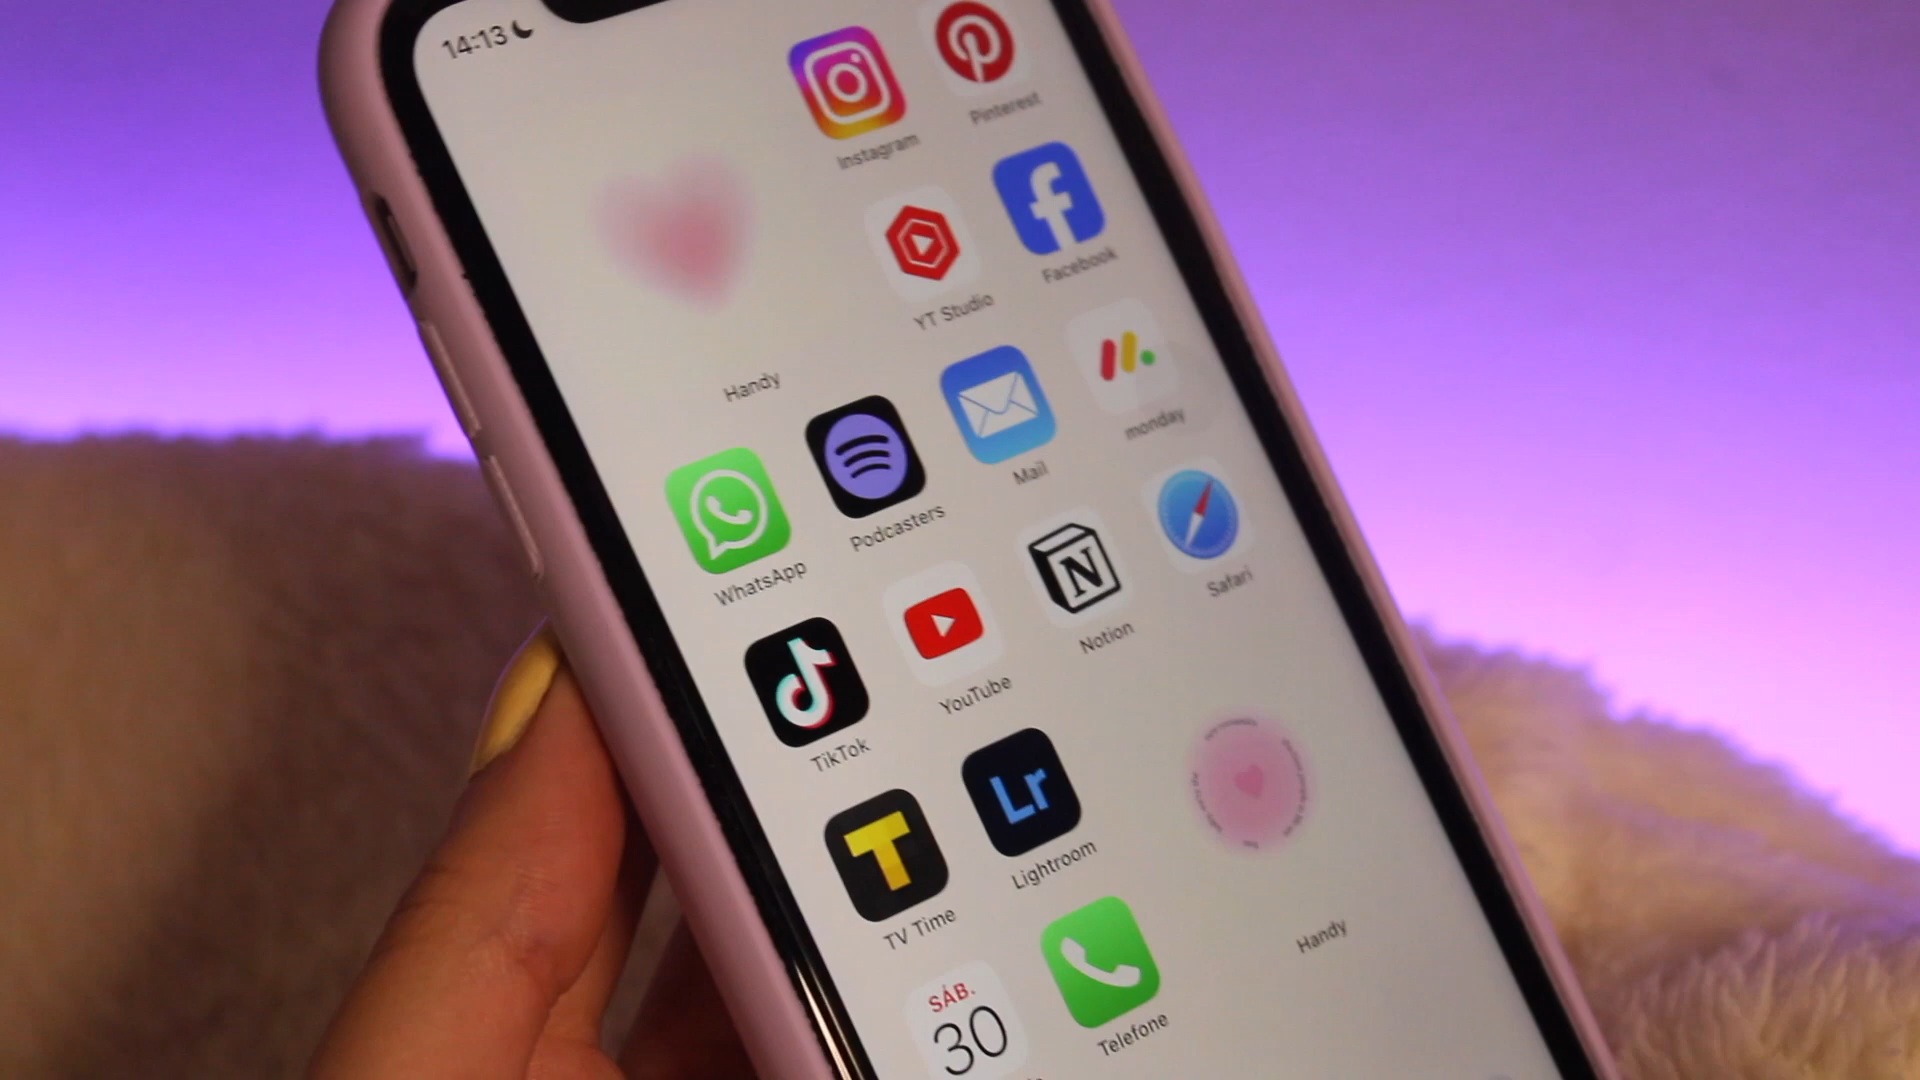 14:13
Instagram
Pinterest
YT Studio
Facebook
Handy
WhatsApp
Podcasters
Mail
monday
TikTok
YouTube
N
Notion
Safari
T
TV Time
Lr
Lightroom
Handy
SÁB.
30
Telefone